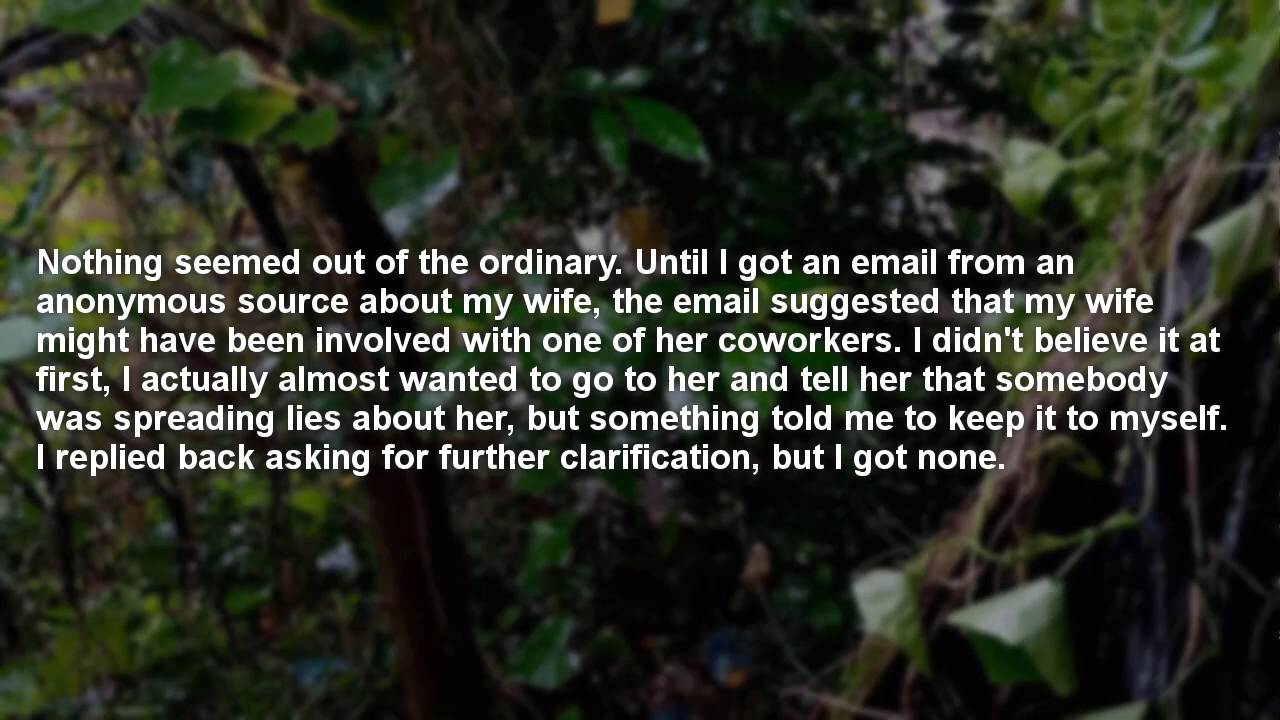 Nothing seemed out of the ordinary. Until I got an email from an
anonymous source about my wife, the email suggested that my wife
might have been involved with one of her coworkers. I didn't believe it at
first, I actually almost wanted to go to her and tell her that somebody
was spreading lies about her, but something told me to keep it to myself.
I replied back asking for further clarification, but I got none.